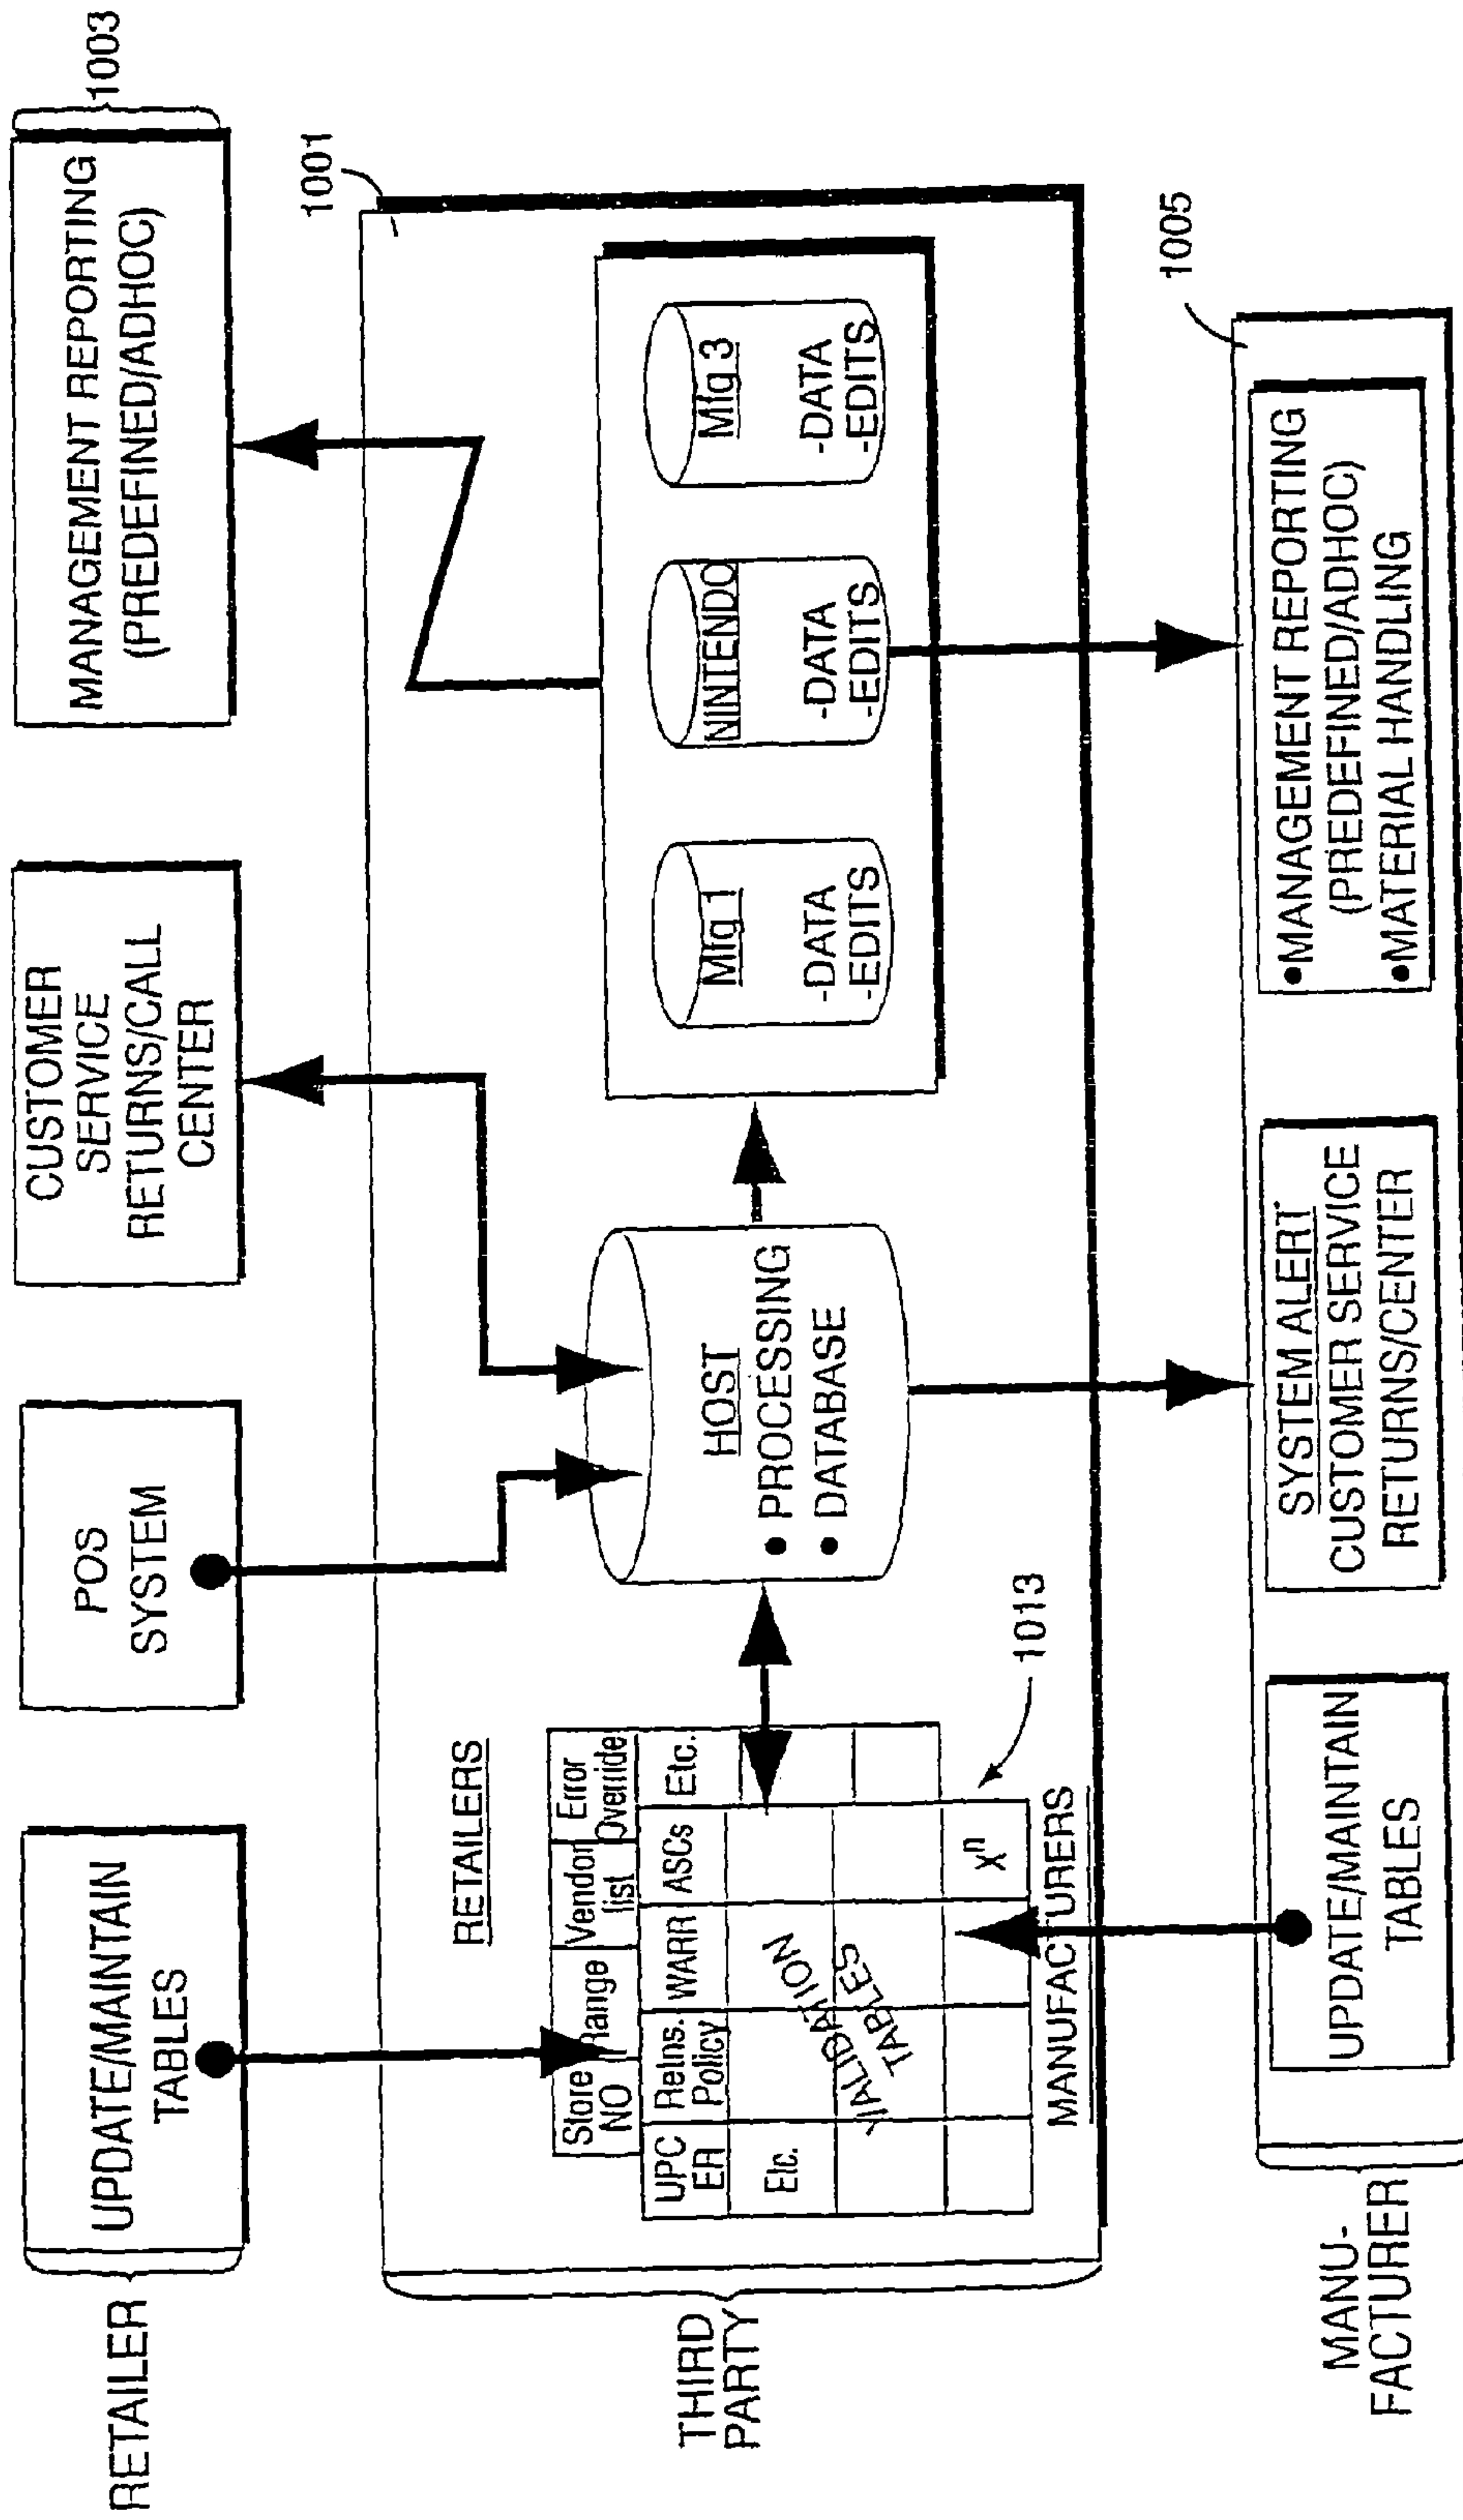 1003
RETAILER
UPDATE/MAINTAIN
TABLES
POS
SYSTEM
CUSTOMER
SERVICE
RETURNS/CALL
CENTER
MANAGEMENT REPORTING
(PREDEFINED/ADHOC)
1001
THIRD
PARTY
RETAILERS
Store
NO
Range
Vendor
list
Error
Override
UPC
ER
Retns.
Policy
WARR
ASCs
Etc.
Etc.
TABLES
Xn
MANUFACTURERS
1013
HOST
• PROCESSING
• DATABASE
Mfg 1
-DATA
-EDITS
NINTENDO
-DATA
-EDITS
Mfg 3
-DATA
-EDITS
1005
MANU-
FACTURER
UPDATE/MAINTAIN
TABLES
SYSTEM ALERT
CUSTOMER SERVICE
RETURNS/CENTER
•MANAGEMENT REPORTING
(PREDEFINED/ADHOC)
•MATERIAL HANDLING